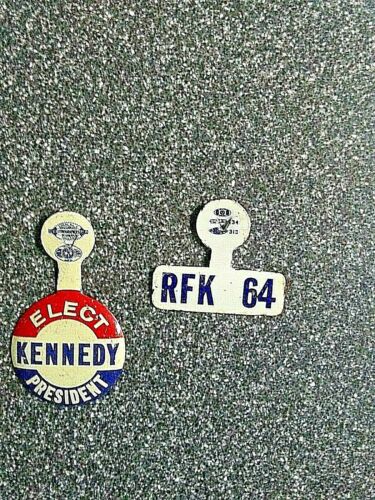 ELECT
KENNEDY
PRESIDENT
RFK 64